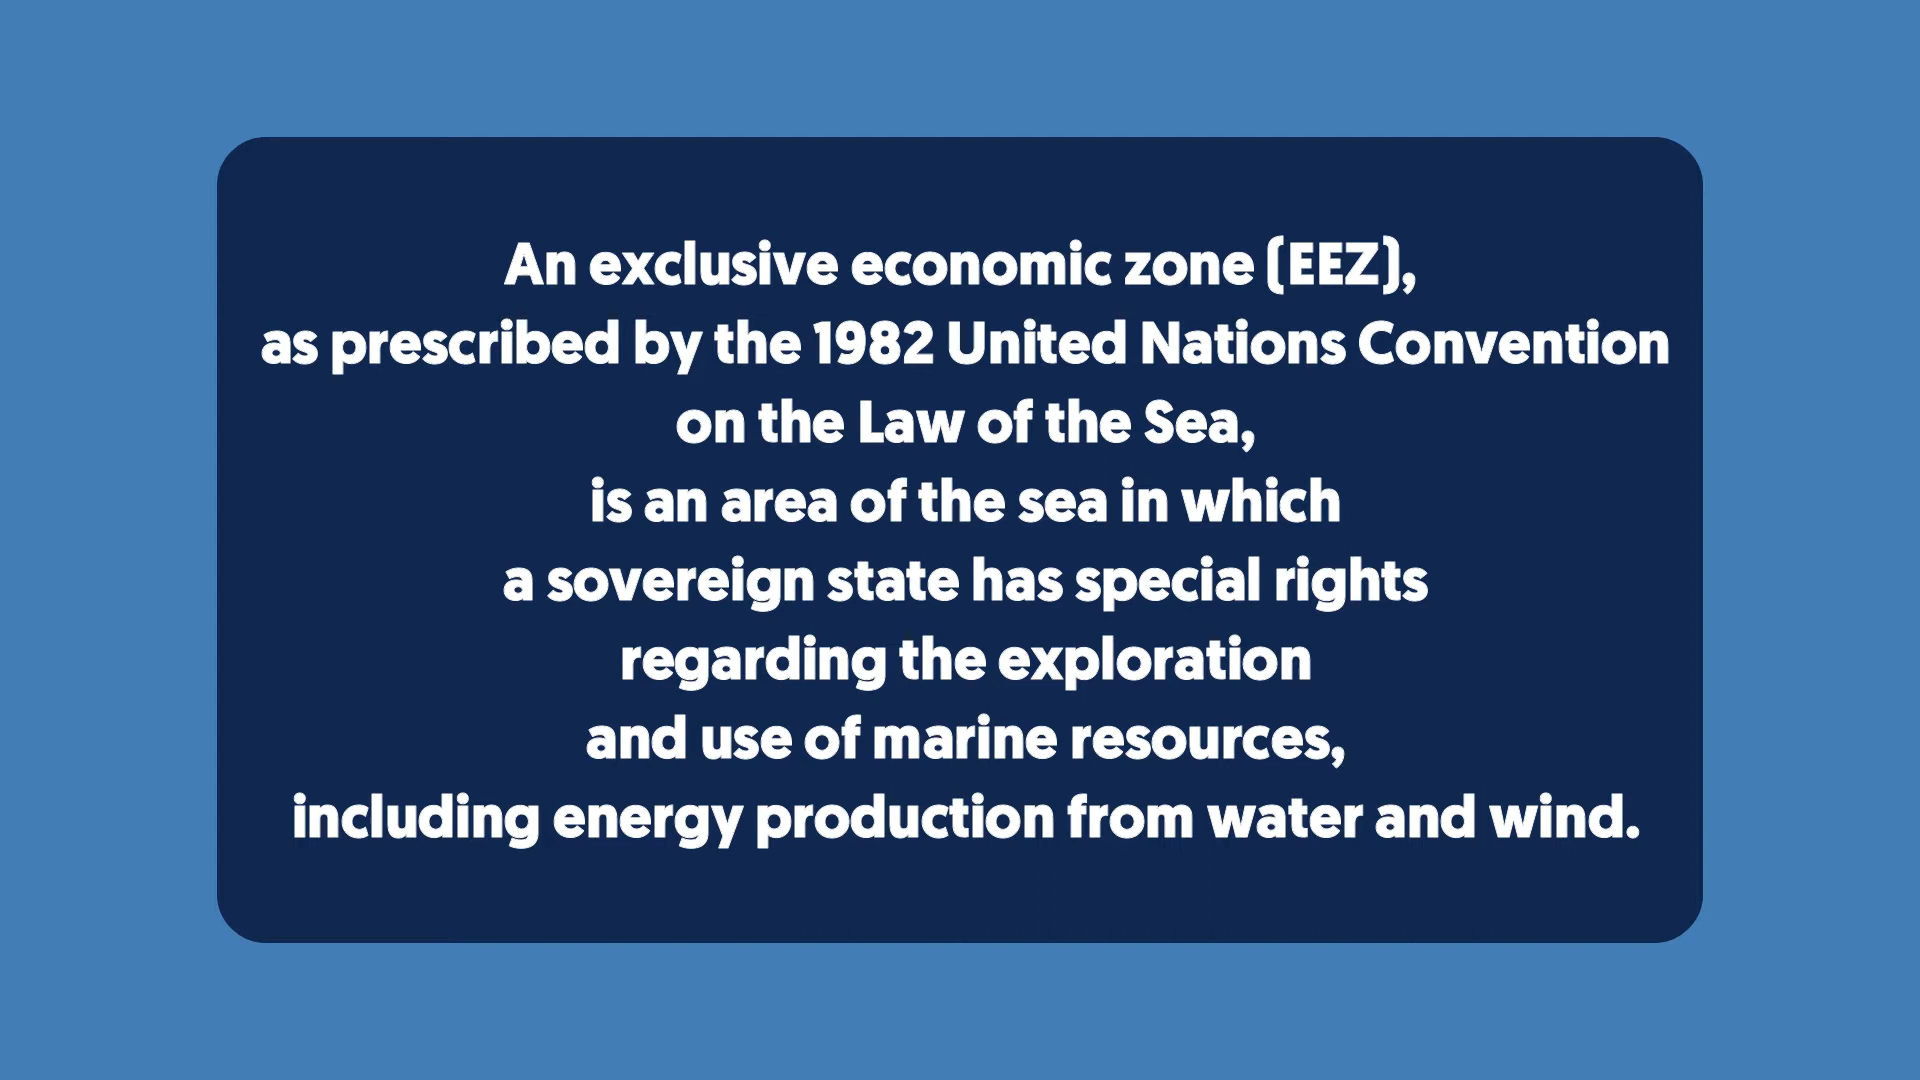 An exclusive economic zone (EEZ),
as prescribed by the 1982 United Nations Convention
on the Law of the Sea,
is an area of the sea in which
a sovereign state has special rights
regarding the exploration
and use of marine resources,
including energy production from water and wind.